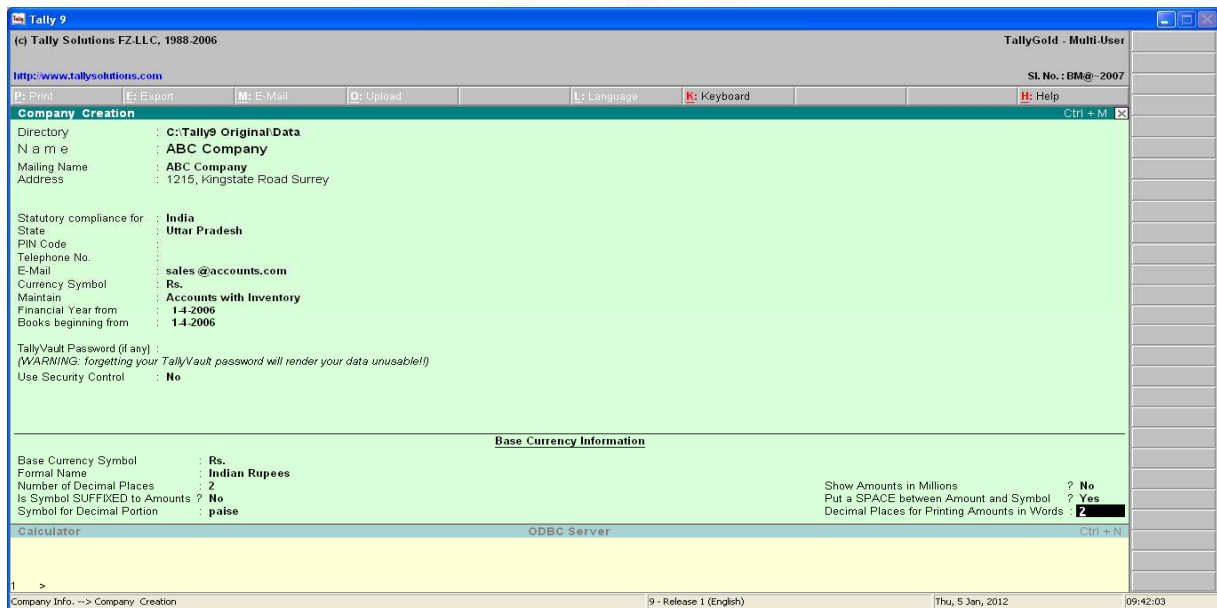 Tally 9
(c) Tally Solutions FZ-LLC, 1988-2006 TallyGold - Multi-User
http://www.tallysolutions.com Sl. No. : BM@~2007
P: Print E: Export M: E-Mail O: Upload L: Language K: Keyboard H: Help
Company Creation Ctrl + M
Directory : C:\Tally9 Original\Data
Name : ABC Company
Mailing Name : ABC Company
Address : 1215, Kingstate Road Surrey
Statutory compliance for : India
State : Uttar Pradesh
PIN Code :
Telephone No. :
E-Mail : sales @accounts.com
Currency Symbol : Rs.
Maintain : Accounts with Inventory
Financial Year from : 1-4-2006
Books beginning from : 1-4-2006
TallyVault Password (if any) :
(WARNING: forgetting your TallyVault password will render your data unusable!!)
Use Security Control : No
Base Currency Information
Base Currency Symbol : Rs.
Formal Name : Indian Rupees
Number of Decimal Places : 2 Show Amounts in Millions ? No
Is Symbol SUFFIXED to Amounts ? No Put a SPACE between Amount and Symbol ? Yes
Symbol for Decimal Portion : paise Decimal Places for Printing Amounts in Words : 2
Calculator ODBC Server Ctrl + N
1 >
Company Info. --> Company Creation 9 - Release 1 (English) Thu, 5 Jan, 2012 09:42:03